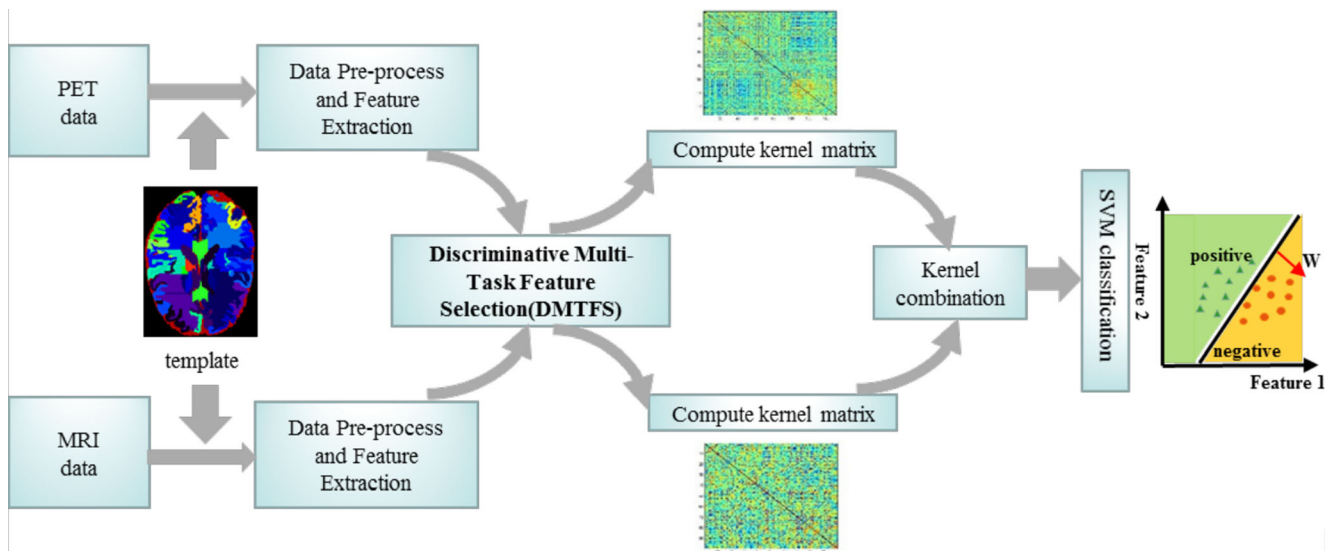 PET
data
Data Pre-process
and Feature
Extraction
template
MRI
data
Data Pre-process
and Feature
Extraction
Discriminative Multi-
Task Feature
Selection(DMTFS)
Compute kernel matrix
Compute kernel matrix
Kernel
combination
SVM classification
Feature 2
positive
W
negative
Feature 1